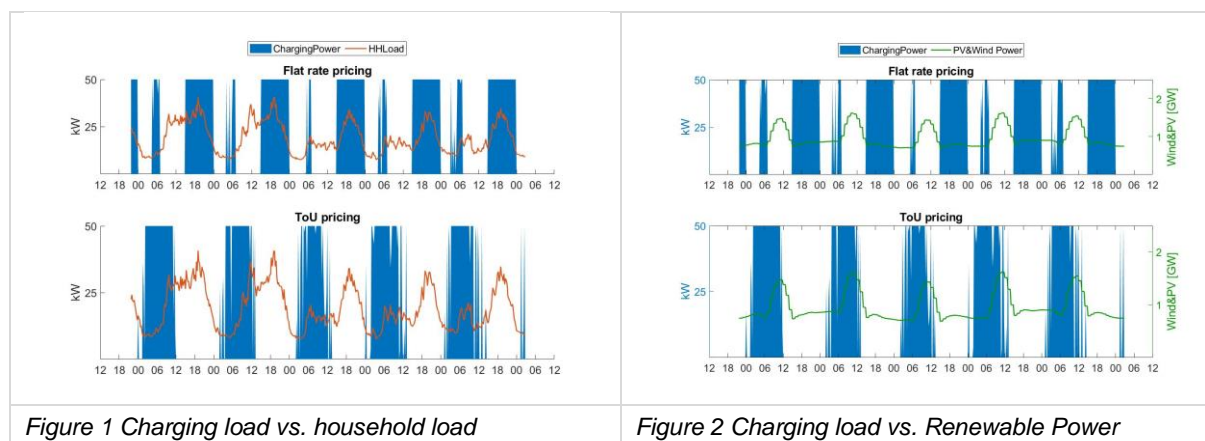 ChargingPower HHLoad
Flat rate pricing
50
25
kW
12 18 00 06 12 18 00 06 12 18 00 06 12 18 00 06 12 18 00 06 12 18 00 06 12
ToU pricing
50
25
kW
12 18 00 06 12 18 00 06 12 18 00 06 12 18 00 06 12 18 00 06 12 18 00 06 12
Figure 1 Charging load vs. household load
ChargingPower PV&Wind Power
Flat rate pricing
50
25
kW
2
1
Wind&PV [GW]
12 18 00 06 12 18 00 06 12 18 00 06 12 18 00 06 12 18 00 06 12 18 00 06 12
ToU pricing
50
25
kW
2
1
Wind&PV [GW]
12 18 00 06 12 18 00 06 12 18 00 06 12 18 00 06 12 18 00 06 12 18 00 06 12
Figure 2 Charging load vs. Renewable Power